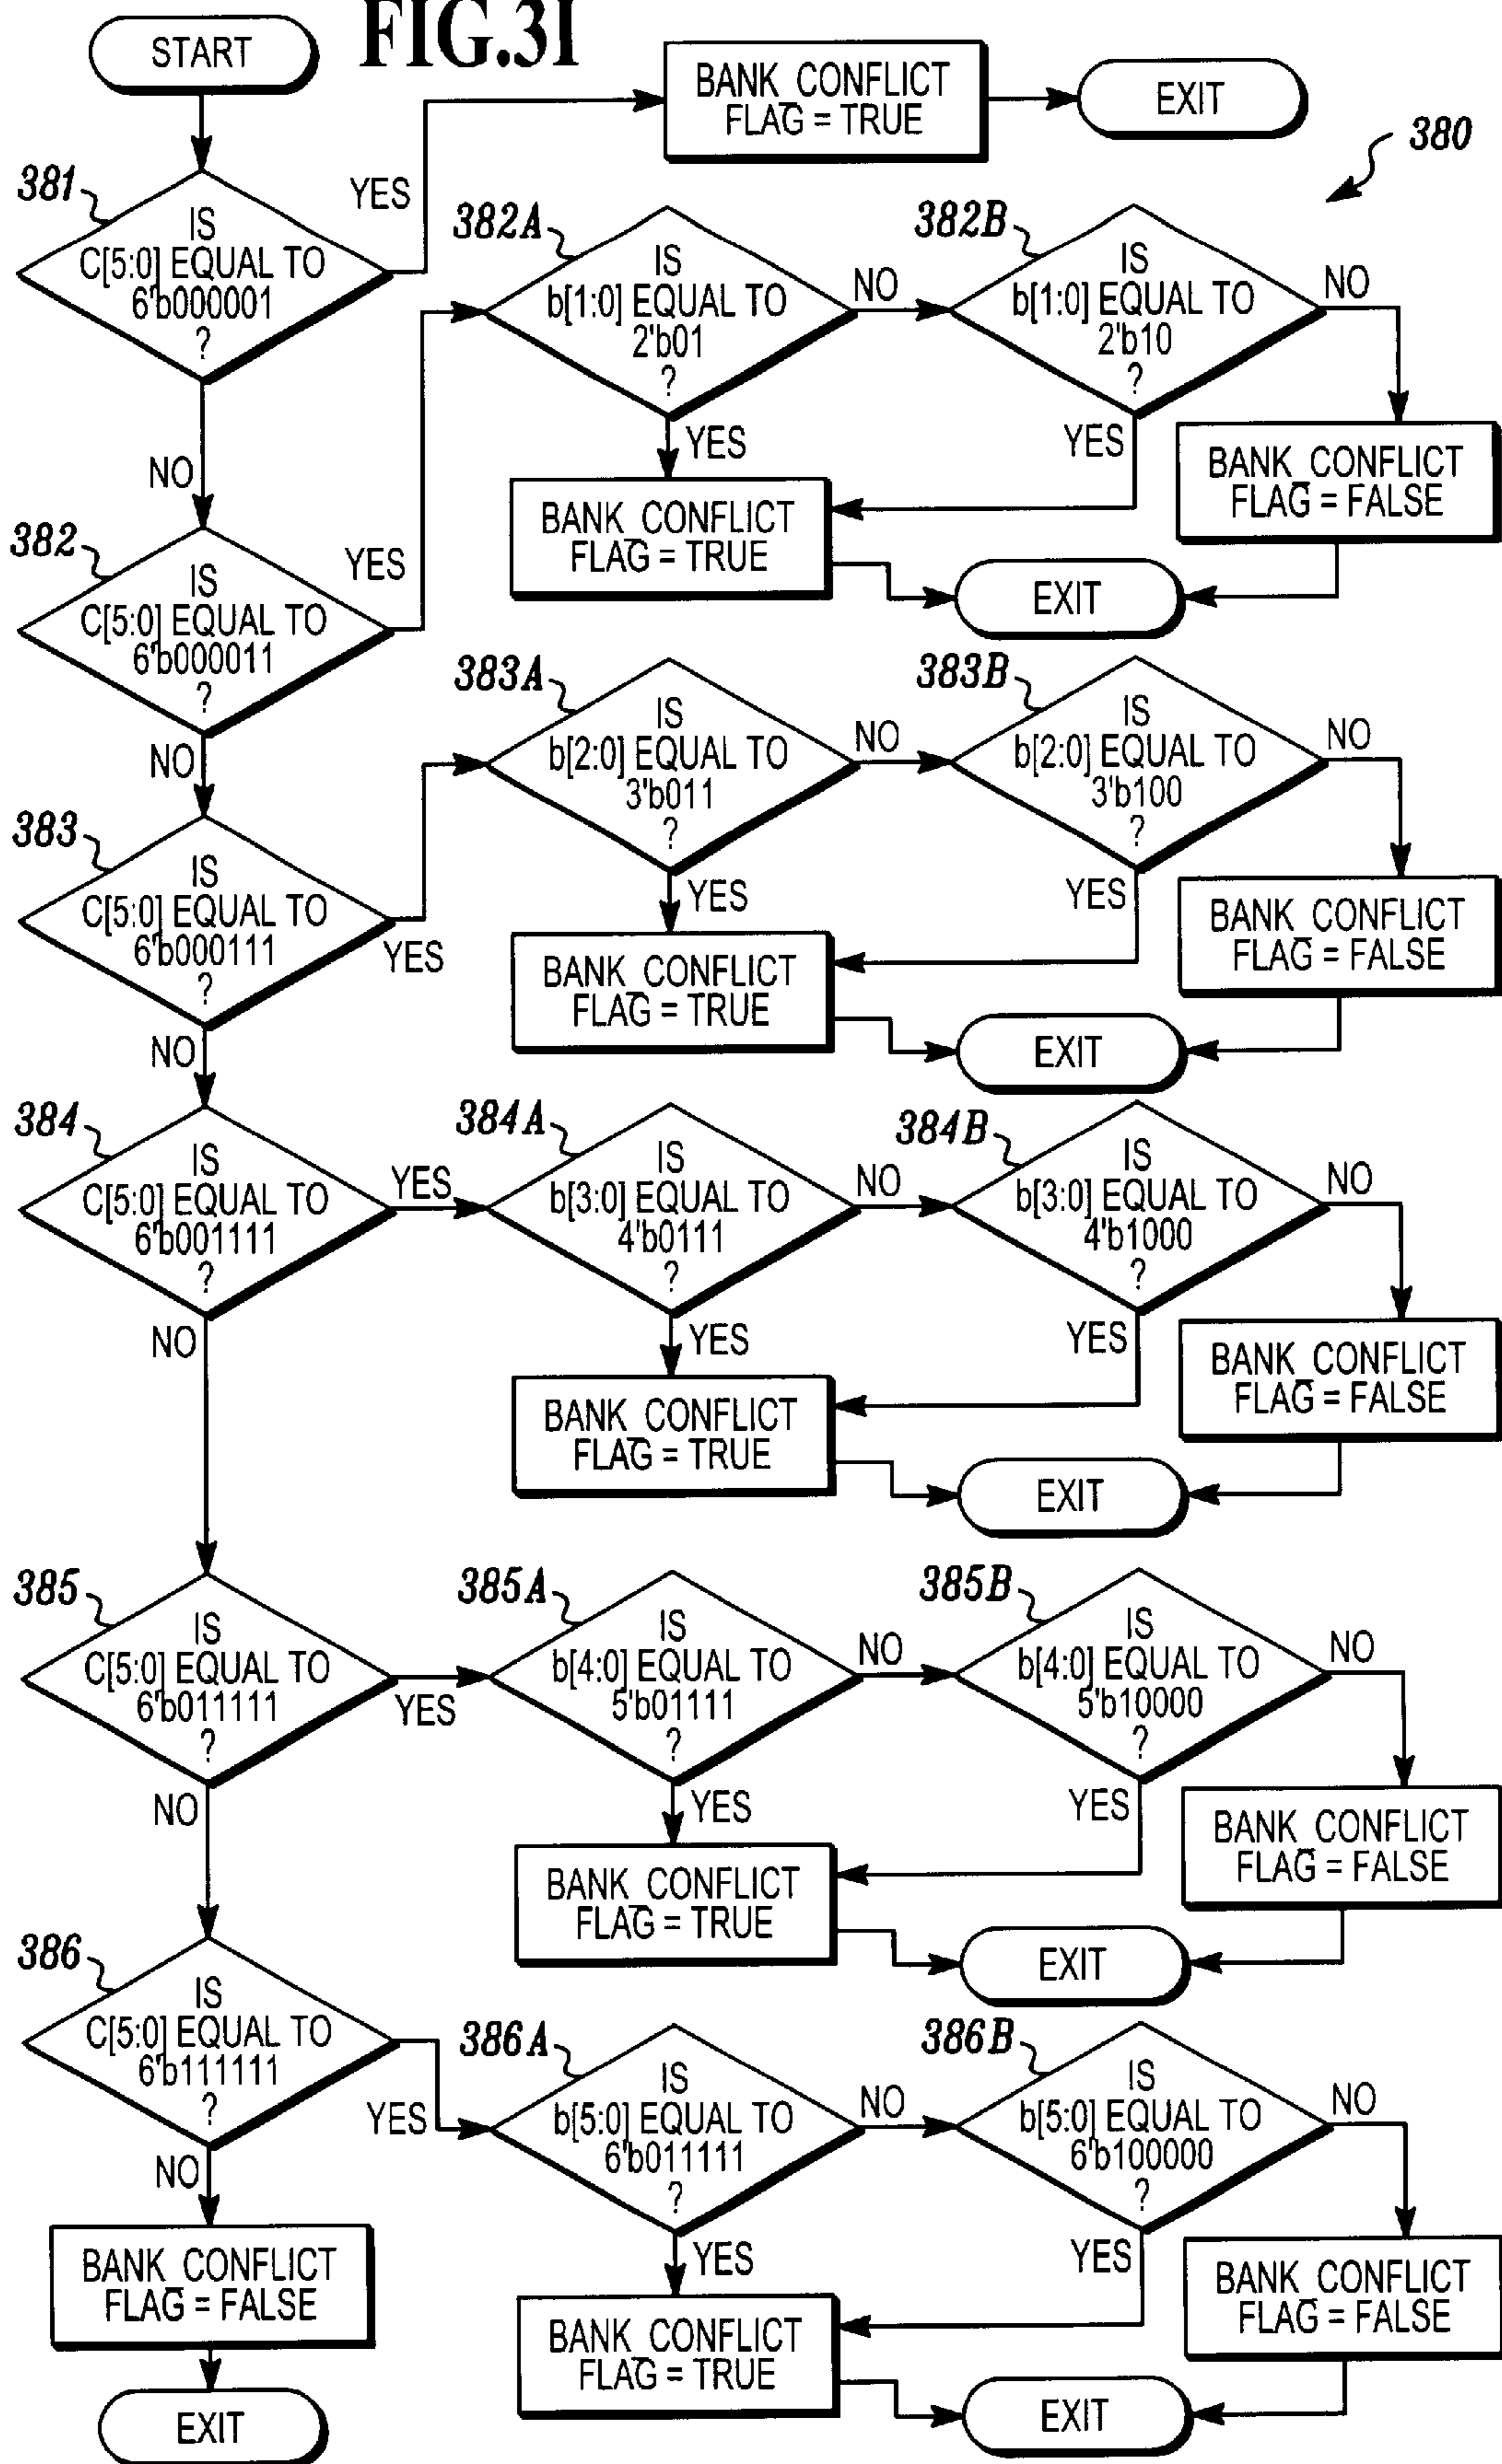 FIG.3I
START
BANK_CONFLICT
FLAG = TRUE
EXIT
380
381
IS
C[5:0] EQUAL TO
6'b000001
?
YES
NO
382A
IS
b[1:0] EQUAL TO
2'b01
?
NO
YES
382B
IS
b[1:0] EQUAL TO
2'b10
?
NO
YES
BANK_CONFLICT
FLAG = FALSE
BANK_CONFLICT
FLAG = TRUE
EXIT
382
IS
C[5:0] EQUAL TO
6'b000011
?
YES
NO
383A
IS
b[2:0] EQUAL TO
3'b011
?
NO
YES
383B
IS
b[2:0] EQUAL TO
3'b100
?
NO
YES
BANK_CONFLICT
FLAG = FALSE
BANK_CONFLICT
FLAG = TRUE
EXIT
383
IS
C[5:0] EQUAL TO
6'b000111
?
YES
NO
384
IS
C[5:0] EQUAL TO
6'b001111
?
YES
NO
384A
IS
b[3:0] EQUAL TO
4'b0111
?
NO
YES
384B
IS
b[3:0] EQUAL TO
4'b1000
?
NO
YES
BANK_CONFLICT
FLAG = FALSE
BANK_CONFLICT
FLAG = TRUE
EXIT
385
IS
C[5:0] EQUAL TO
6'b011111
?
YES
NO
385A
IS
b[4:0] EQUAL TO
5'b01111
?
NO
YES
385B
IS
b[4:0] EQUAL TO
5'b10000
?
NO
YES
BANK_CONFLICT
FLAG = FALSE
BANK_CONFLICT
FLAG = TRUE
EXIT
386
IS
C[5:0] EQUAL TO
6'b111111
?
YES
NO
386A
IS
b[5:0] EQUAL TO
6'b011111
?
NO
YES
386B
IS
b[5:0] EQUAL TO
6'b100000
?
NO
YES
BANK_CONFLICT
FLAG = FALSE
BANK_CONFLICT
FLAG = TRUE
EXIT
BANK_CONFLICT
FLAG = FALSE
EXIT